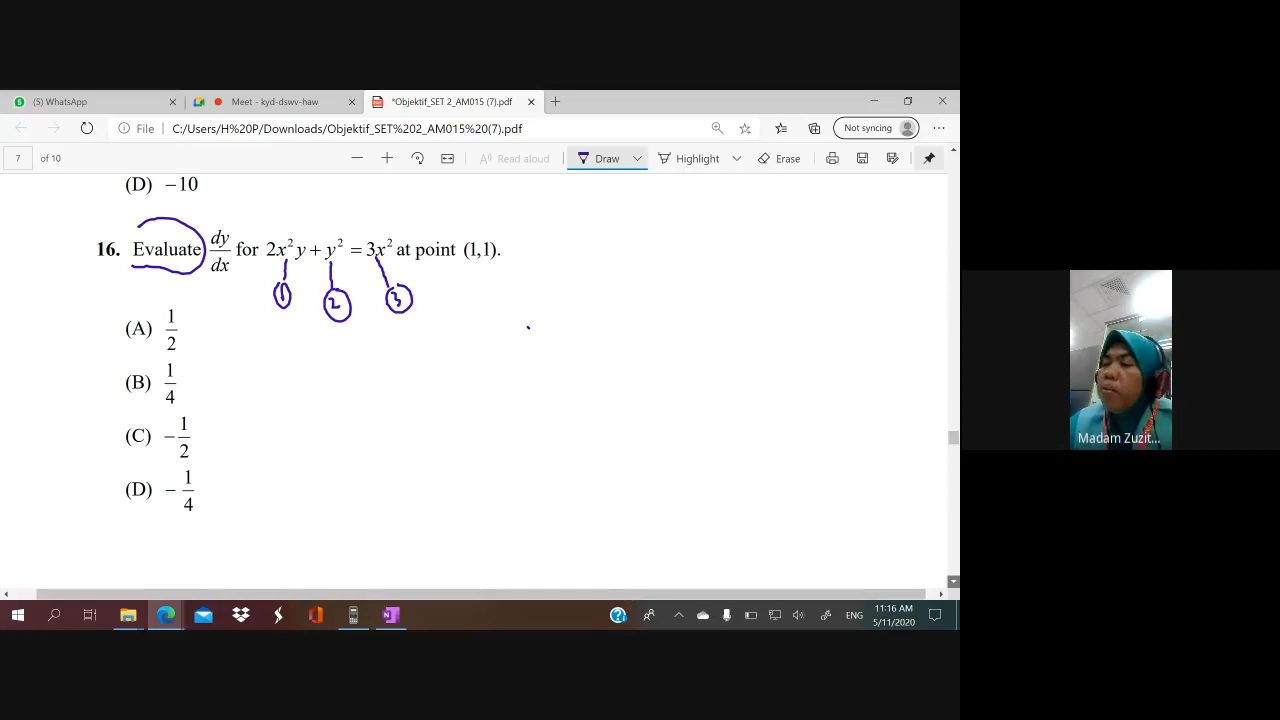 (5) WhatsApp
Meet - kyd-dswv-haw
*Objektif_SET 2_AM015 (7).pdf
File
C:/Users/H%20P/Downloads/Objektif_SET%202_AM015%20(7).pdf
Not syncing
7 of 10
Read aloud
Draw
Highlight
Erase
(D) −10
16. Evaluate dy/dx for 2x²y + y² = 3x² at point (1,1).
1 2 3
(A) 1/2
(B) 1/4
(C) −1/2
(D) −1/4
Madam Zuzit...
ENG
11:16 AM
5/11/2020